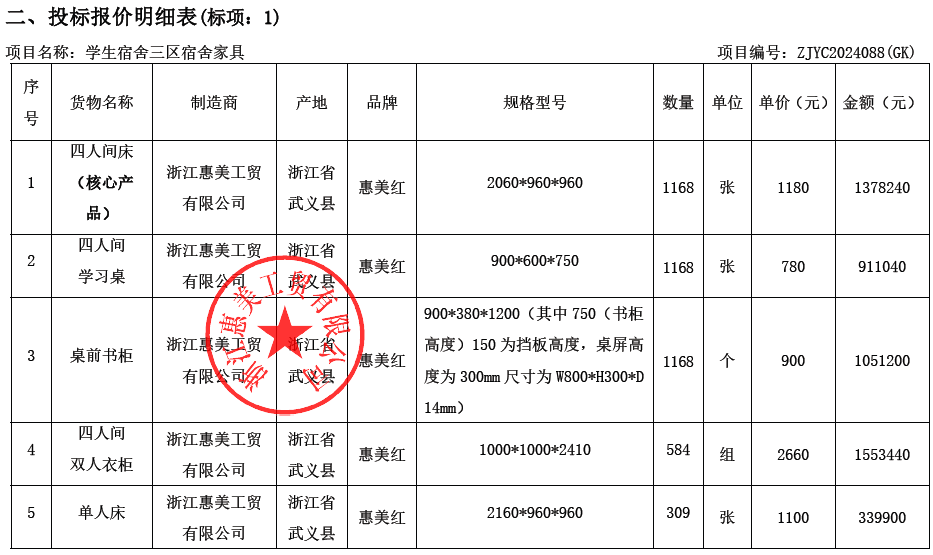 二、投标报价明细表(标项：1)
项目名称：学生宿舍三区宿舍家具 项目编号：ZJYC2024088(GK)
序号 货物名称 制造商 产地 品牌 规格型号 数量 单位 单价（元） 金额（元）
1 四人间床（核心产品） 浙江惠美工贸有限公司 浙江省武义县 惠美红 2060*960*960 1168 张 1180 1378240
2 四人间学习桌 浙江惠美工贸有限公司 浙江省武义县 惠美红 900*600*750 1168 张 780 911040
3 桌前书柜 浙江惠美工贸有限公司 浙江省武义县 惠美红 900*380*1200（其中750（书柜高度）150为挡板高度，桌屏高度为300mm尺寸为W800*H300*D14mm） 1168 个 900 1051200
4 四人间双人衣柜 浙江惠美工贸有限公司 浙江省武义县 惠美红 1000*1000*2410 584 组 2660 1553440
5 单人床 浙江惠美工贸有限公司 浙江省武义县 惠美红 2160*960*960 309 张 1100 339900
浙江惠美工贸有限公司